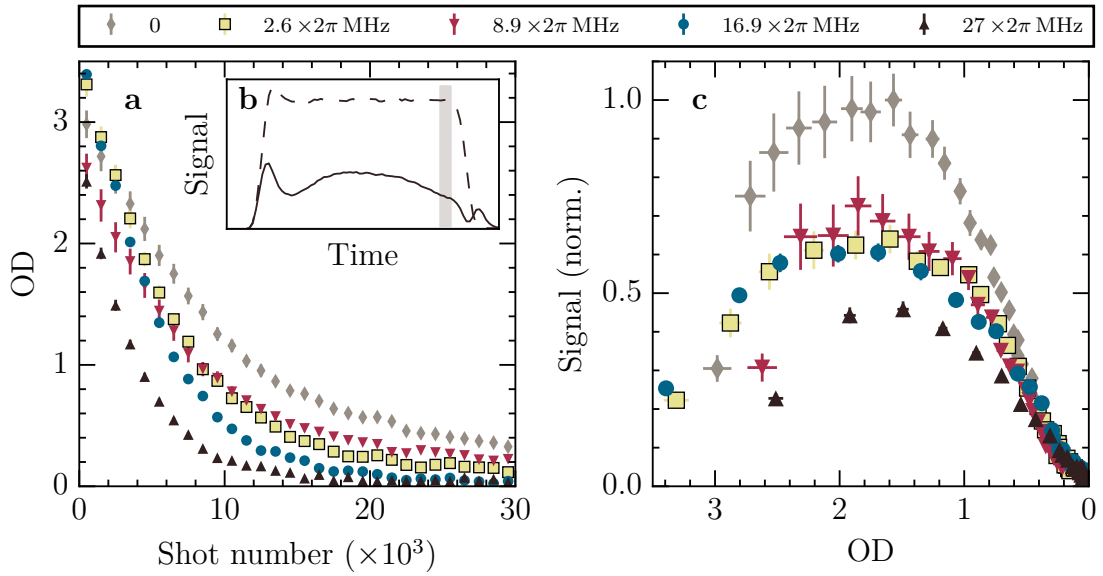 0 2.6 ×2π MHz 8.9 ×2π MHz 16.9 ×2π MHz 27 ×2π MHz
a b c
3
2
1
0
OD
0 10 20 30
Shot number (×10³)
Signal
Time
1.0
0.5
0.0
Signal (norm.)
3 2 1 0
OD